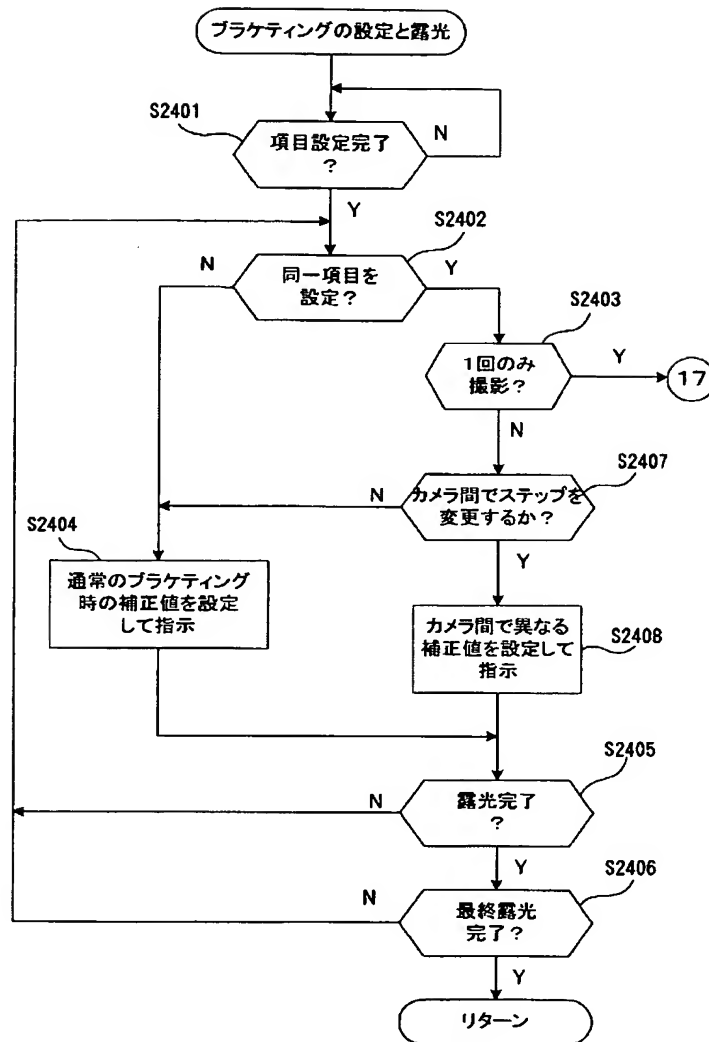 ブラケティングの設定と露光
S2401
項目設定完了
?
N
Y
S2402
N
同一項目を
設定?
Y
S2403
1回のみ
撮影?
Y
17
N
S2407
N
カメラ間でステップを
変更するか?
Y
S2404
通常のブラケティング
時の補正値を設定
して指示
カメラ間で異なる
補正値を設定して
指示
S2408
S2405
N
露光完了
?
Y
S2406
N
最終露光
完了?
Y
リターン